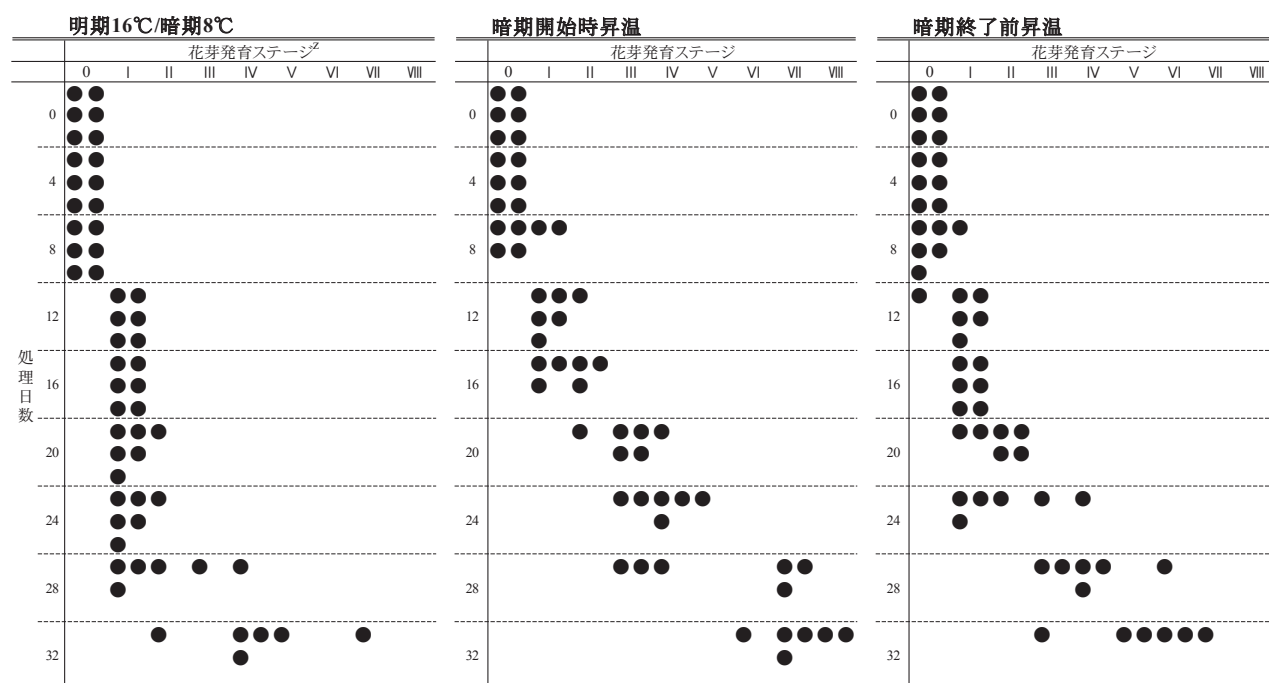 明期16℃/暗期8℃ 暗期開始時昇温 暗期終了前昇温
花芽発育ステージz 花芽発育ステージ 花芽発育ステージ
0 Ⅰ Ⅱ Ⅲ Ⅳ Ⅴ Ⅵ Ⅶ Ⅷ 0 Ⅰ Ⅱ Ⅲ Ⅳ Ⅴ Ⅵ Ⅶ Ⅷ 0 Ⅰ Ⅱ Ⅲ Ⅳ Ⅴ Ⅵ Ⅶ Ⅷ
処理日数
0 0 0
4 4 4
8 8 8
12 12 12
16 16 16
20 20 20
24 24 24
28 28 28
32 32 32